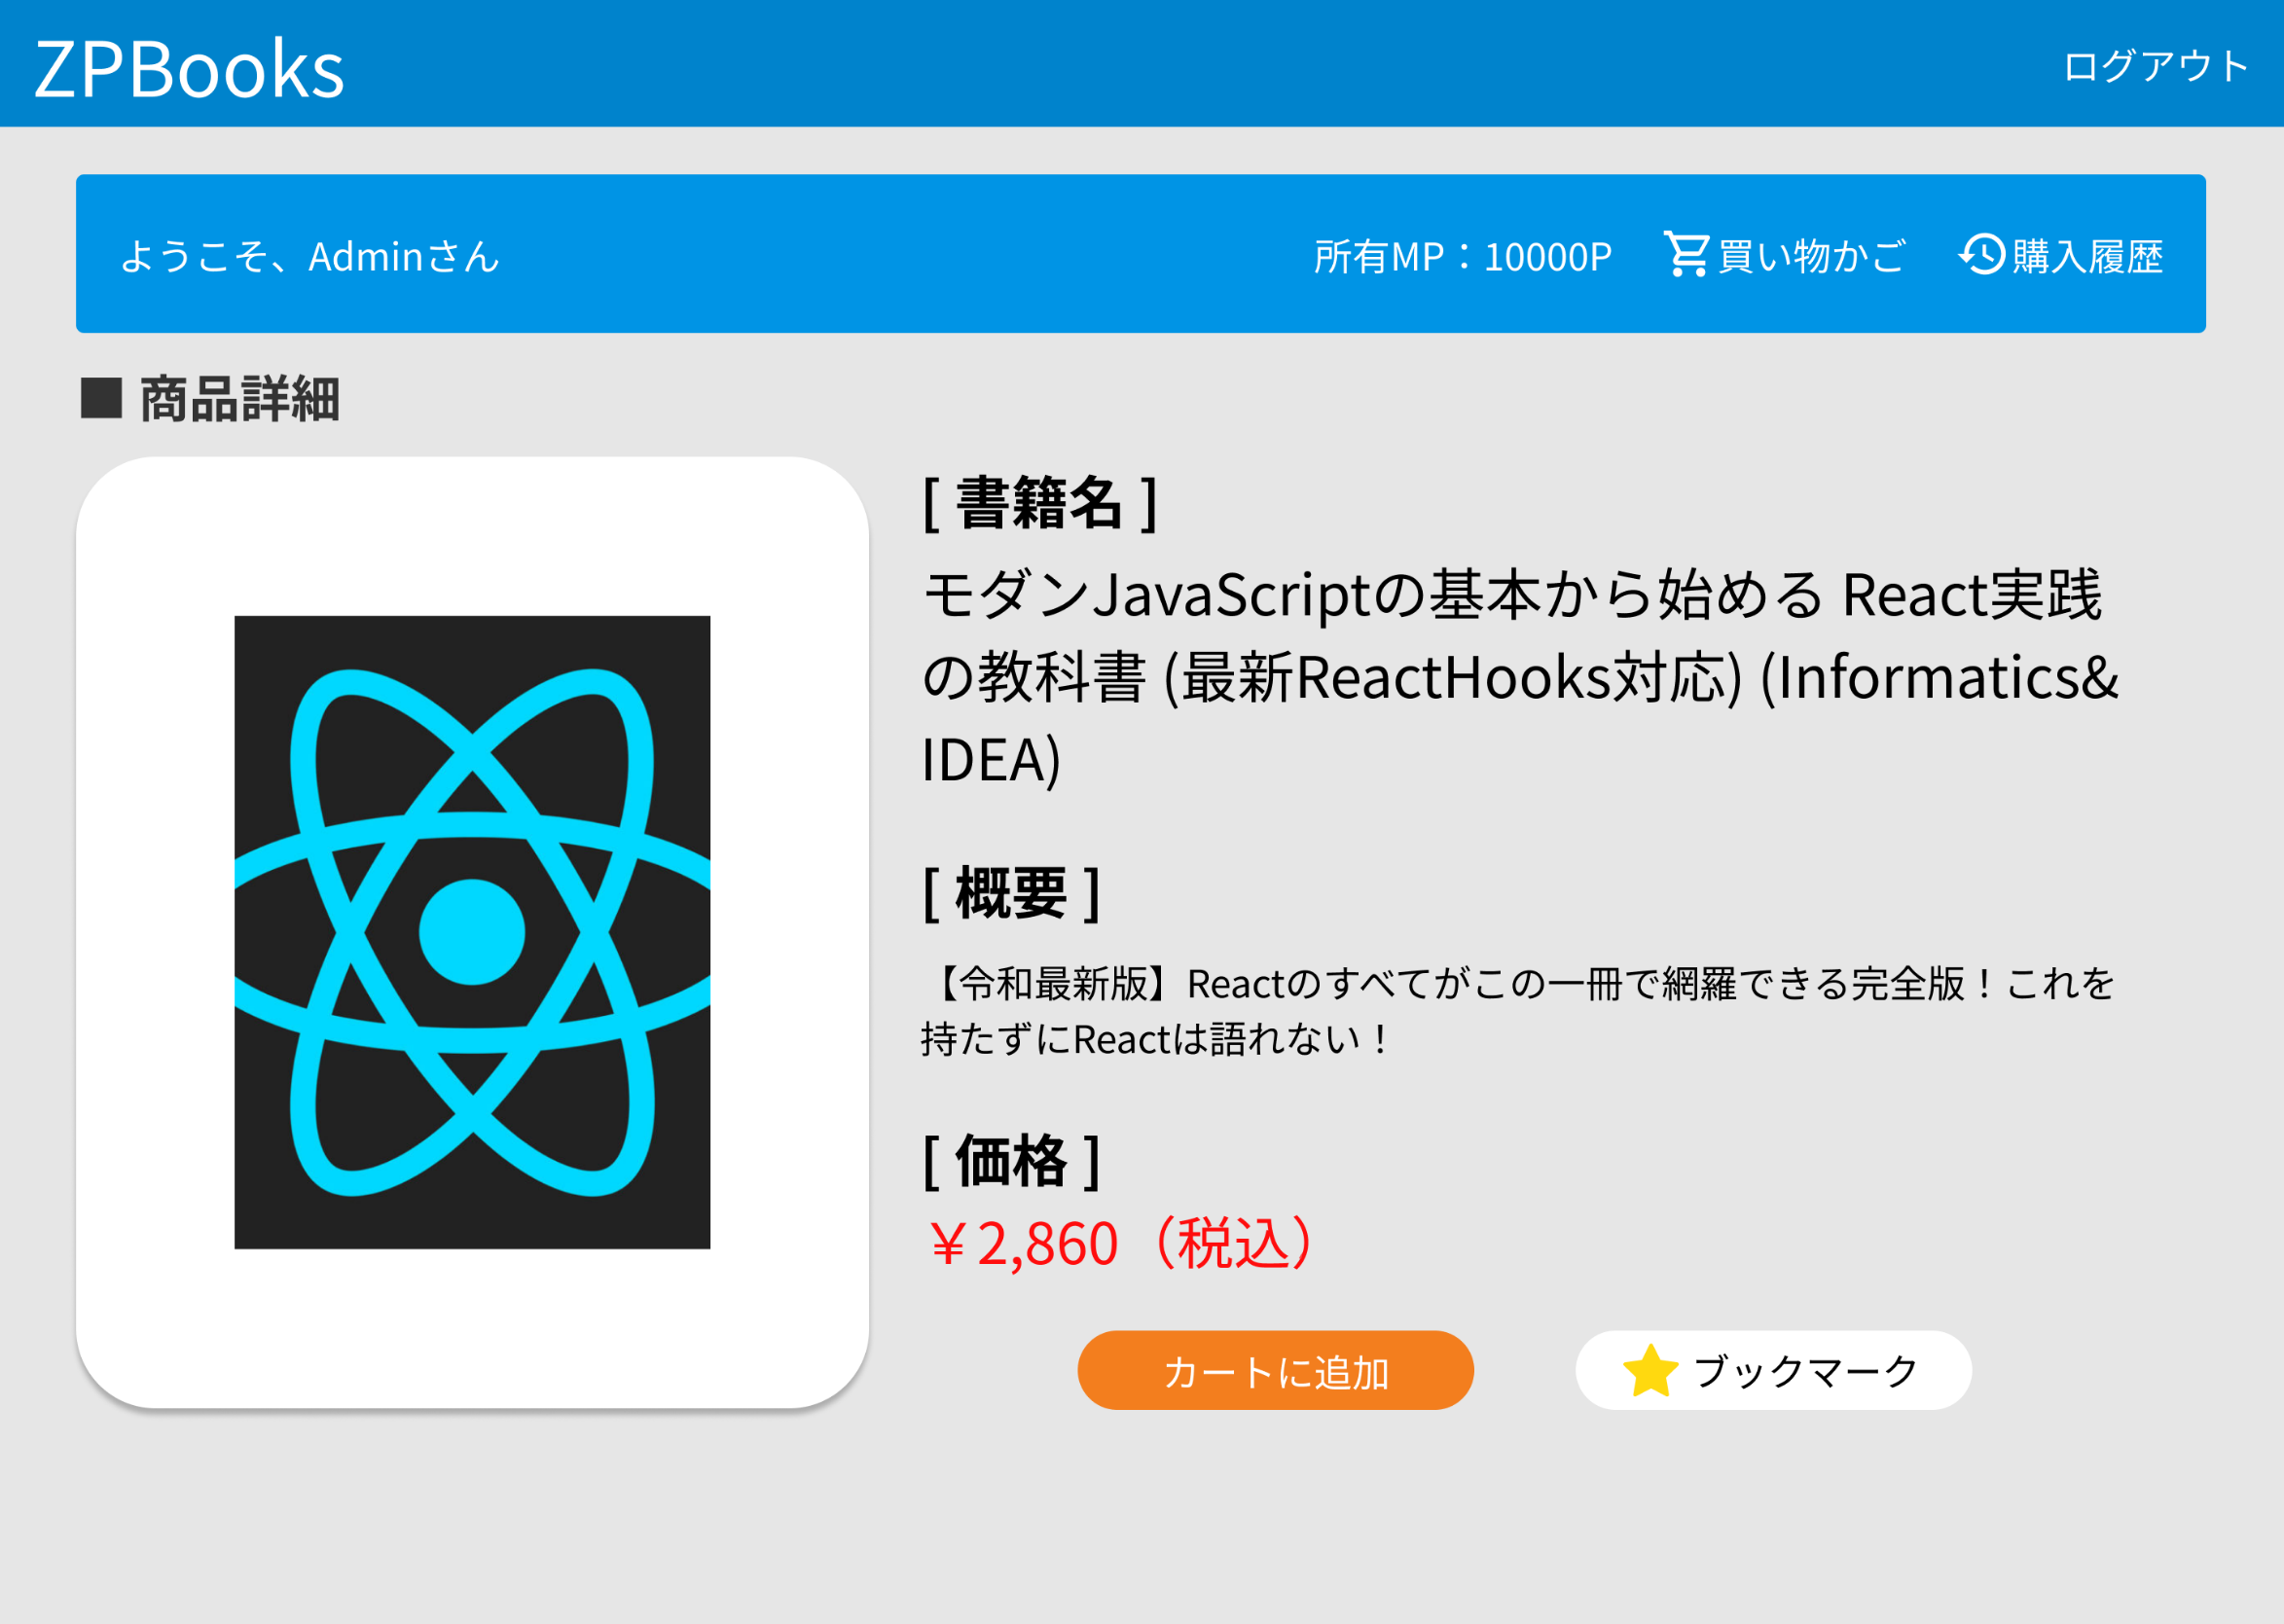 ZPBooks
ログアウト
ようこそ、Adminさん
所有MP：10000P
買い物かご
購入履歴
■ 商品詳細
[ 書籍名 ]
モダンJavaScriptの基本から始める React実践
の教科書 (最新ReactHooks対応) (Informatics&
IDEA)
[ 概要 ]
【令和最新版】 Reactのすべてがこの一冊で網羅できる完全版！これを
持たずにReactは語れない！
[ 価格 ]
￥2,860（税込）
カートに追加
ブックマーク